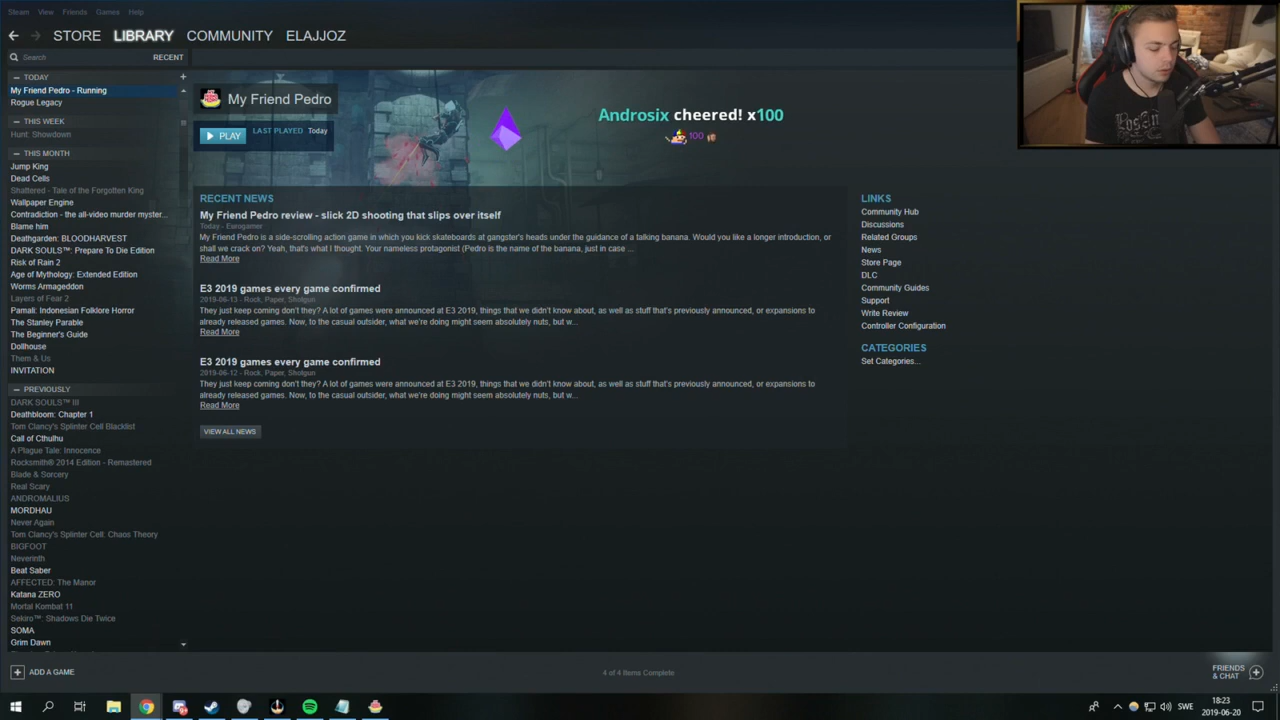 Steam View Friends Games Help
STORE LIBRARY COMMUNITY ELAJJOZ
Search RECENT
TODAY
My Friend Pedro - Running
Rogue Legacy
THIS WEEK
Hunt: Showdown
THIS MONTH
Jump King
Dead Cells
Shattered - Tale of the Forgotten King
Wallpaper Engine
Contradiction - the all-video murder myster...
Blame him
Deathgarden: BLOODHARVEST
DARK SOULS™: Prepare To Die Edition
Risk of Rain 2
Age of Mythology: Extended Edition
Worms Armageddon
Layers of Fear 2
Pamali: Indonesian Folklore Horror
The Stanley Parable
The Beginner's Guide
Dollhouse
Them & Us
INVITATION
PREVIOUSLY
DARK SOULS™ III
Deathbloom: Chapter 1
Tom Clancy's Splinter Cell Blacklist
Call of Cthulhu
A Plague Tale: Innocence
Rocksmith® 2014 Edition - Remastered
Blade & Sorcery
Real Scary
ANDROMALIUS
MORDHAU
Never Again
Tom Clancy's Splinter Cell: Chaos Theory
BIGFOOT
Neverinth
Beat Saber
AFFECTED: The Manor
Katana ZERO
Mortal Kombat 11
Sekiro™: Shadows Die Twice
SOMA
Grim Dawn
My Friend Pedro
PLAY LAST PLAYED Today
Androsix cheered! x100
100
RECENT NEWS
My Friend Pedro review - slick 2D shooting that slips over itself
Today - Eurogamer
My Friend Pedro is a side-scrolling action game in which you kick skateboards at gangster's heads under the guidance of a talking banana. Would you like a longer introduction, or
shall we crack on? Yeah, that's what I thought. Your nameless protagonist (Pedro is the name of the banana, just in case ...
Read More
E3 2019 games every game confirmed
2019-06-13 - Rock, Paper, Shotgun
They just keep coming don't they? A lot of games were announced at E3 2019, things that we didn't know about, as well as stuff that's previously announced, or expansions to
already released games. Now, to the casual outsider, what we're doing might seem absolutely nuts, but w...
Read More
E3 2019 games every game confirmed
2019-06-12 - Rock, Paper, Shotgun
They just keep coming don't they? A lot of games were announced at E3 2019, things that we didn't know about, as well as stuff that's previously announced, or expansions to
already released games. Now, to the casual outsider, what we're doing might seem absolutely nuts, but w...
Read More
VIEW ALL NEWS
LINKS
Community Hub
Discussions
Related Groups
News
Store Page
DLC
Community Guides
Support
Write Review
Controller Configuration
CATEGORIES
Set Categories...
ADD A GAME
4 of 4 Items Complete
FRIENDS
& CHAT
SWE
18:23
2019-06-20